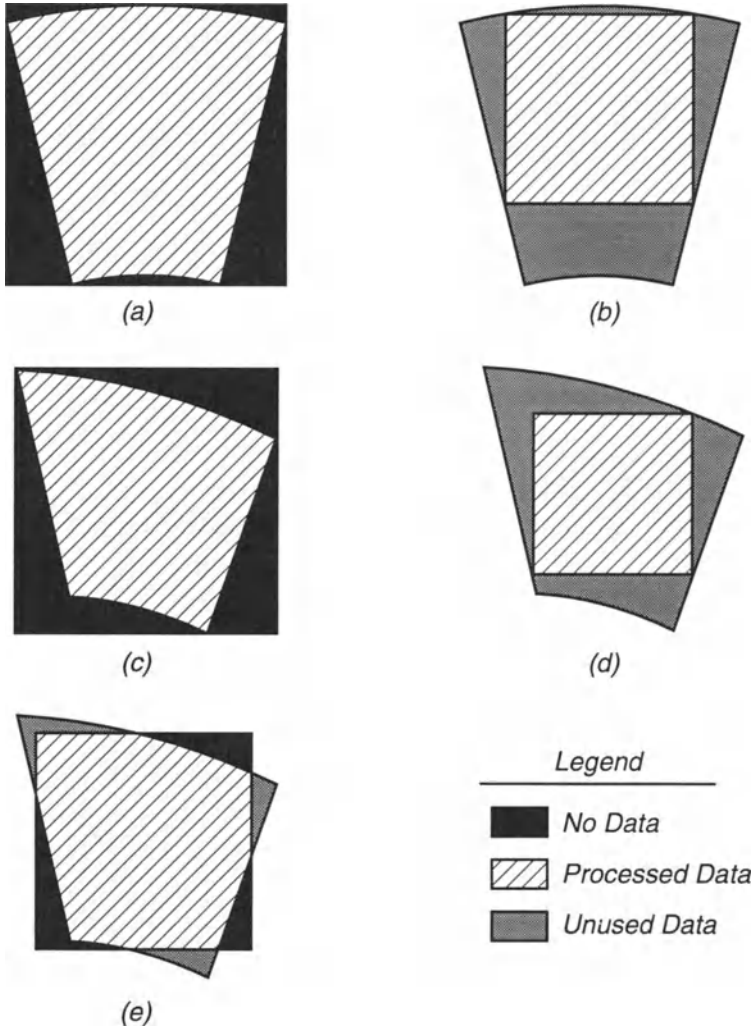 (a)
(b)
(c)
(d)
(e)
Legend
No Data
Processed Data
Unused Data